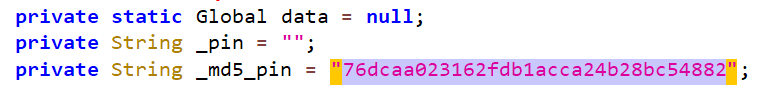 private static Global data = null;
private String _pin = "";
private String _md5_pin = "76dcaa023162fdb1acca24b28bc54882";